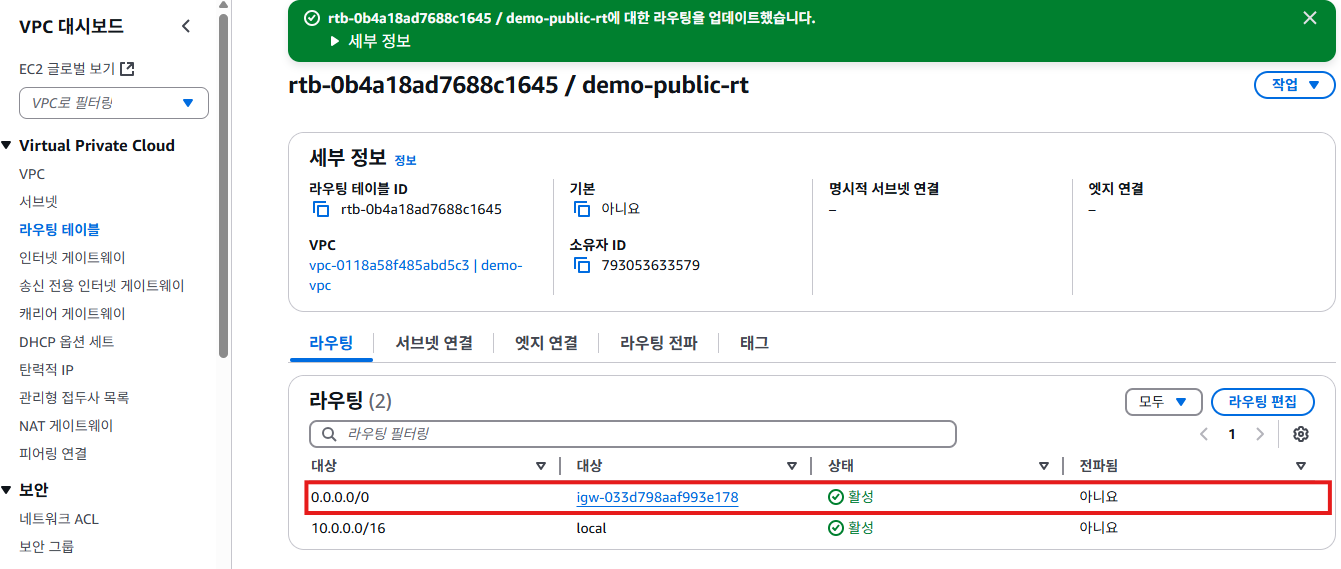 VPC 대시보드
EC2 글로벌 보기
VPC로 필터링
Virtual Private Cloud
VPC
서브넷
라우팅 테이블
인터넷 게이트웨이
송신 전용 인터넷 게이트웨이
캐리어 게이트웨이
DHCP 옵션 세트
탄력적 IP
관리형 접두사 목록
NAT 게이트웨이
피어링 연결
보안
네트워크 ACL
보안 그룹
rtb-0b4a18ad7688c1645 / demo-public-rt에 대한 라우팅을 업데이트했습니다.
세부 정보
rtb-0b4a18ad7688c1645 / demo-public-rt
작업
세부 정보 정보
라우팅 테이블 ID
rtb-0b4a18ad7688c1645
VPC
vpc-0118a58f485abd5c3 | demo-
vpc
기본
아니요
소유자 ID
793053633579
명시적 서브넷 연결
–
엣지 연결
–
라우팅 서브넷 연결 엣지 연결 라우팅 전파 태그
라우팅 (2)
모두 라우팅 편집
라우팅 필터링
1
대상 대상 상태 전파됨
0.0.0.0/0 igw-033d798aaf993e178 활성 아니요
10.0.0.0/16 local 활성 아니요